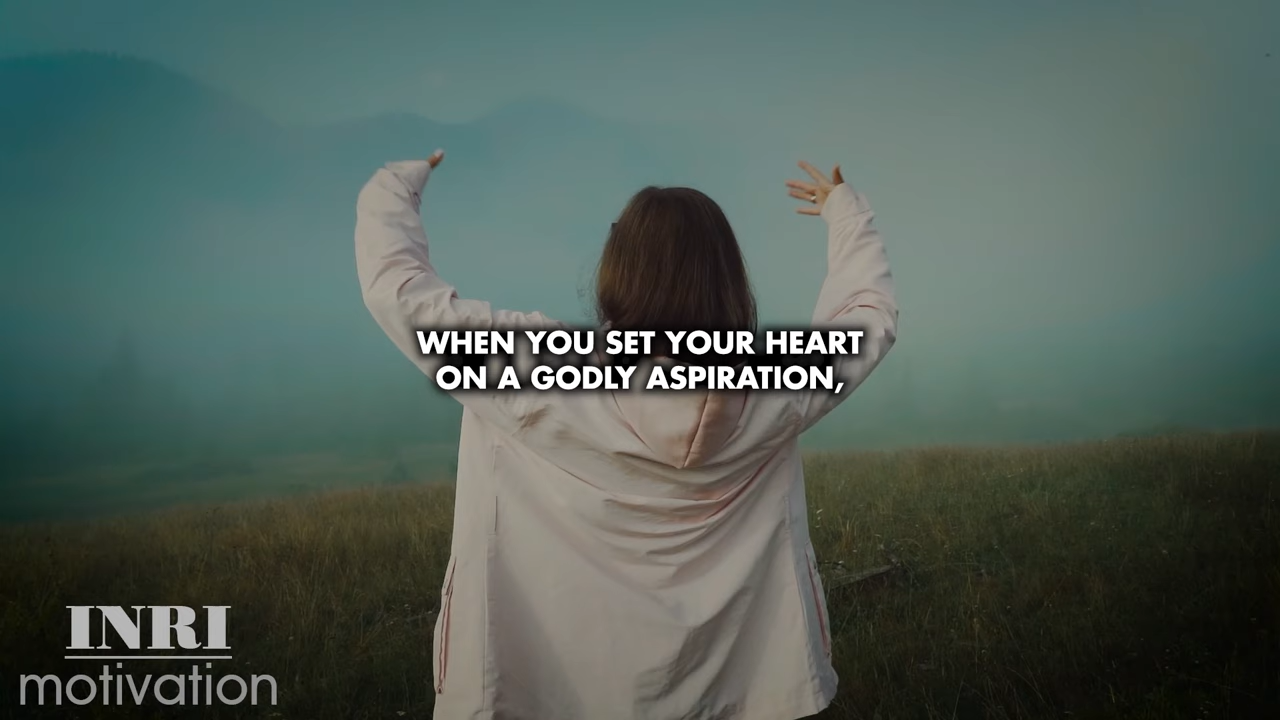 WHEN YOU SET YOUR HEART
ON A GODLY ASPIRATION,
INRI
motivation